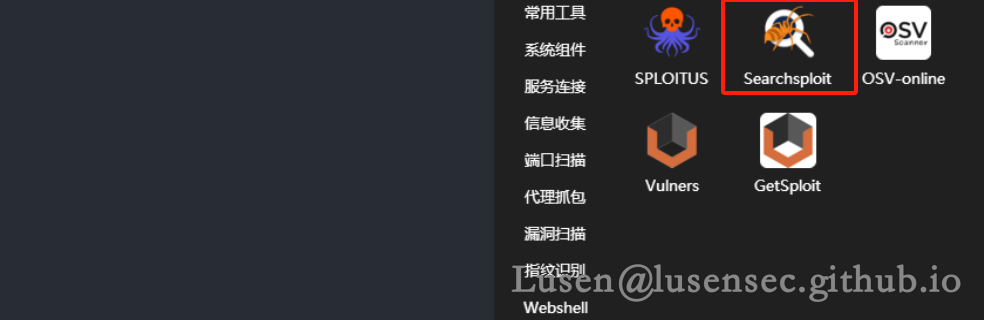 常用工具
系统组件
服务连接
信息收集
端口扫描
代理抓包
漏洞扫描
指纹识别
Webshell
SPLOITUS
Searchsploit
OSV
Scanner
OSV-online
Vulners
GetSploit
Lusen@lusensec.github.io